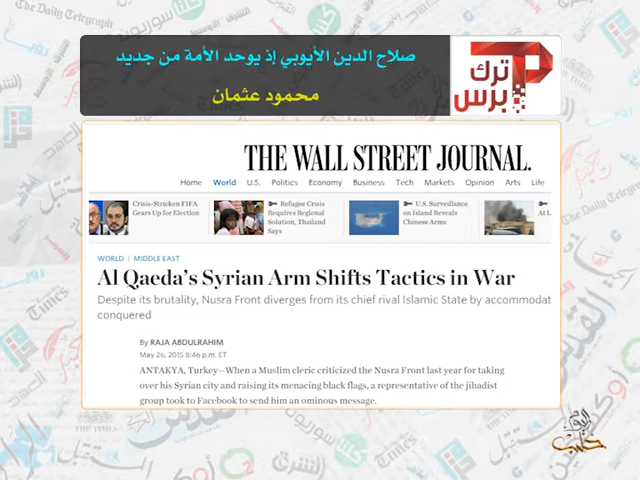 صلاح الدين الأيوبي إذ يوحد الأمة من جديد
محمود عثمان
ترك
برس
THE WALL STREET JOURNAL.
Home World U.S. Politics Economy Business Tech Markets Opinion Arts Life
Crisis-Stricken FIFA
Gears Up for Election
Refugee Crisis
Requires Regional
Solution, Thailand
Says
U.S. Surveillance
on Island Reveals
Chinese Arms
At L
WORLD | MIDDLE EAST
Al Qaeda's Syrian Arm Shifts Tactics in War
Despite its brutality, Nusra Front diverges from its chief rival Islamic State by accommodat
conquered
By RAJA ABDULRAHIM
May 26, 2015 8:46 p.m. ET
ANTAKYA, Turkey—When a Muslim cleric criticized the Nusra Front last year for taking
over his Syrian city and raising its menacing black flags, a representative of the jihadist
group took to Facebook to send him an ominous message.
حلب
اليوم